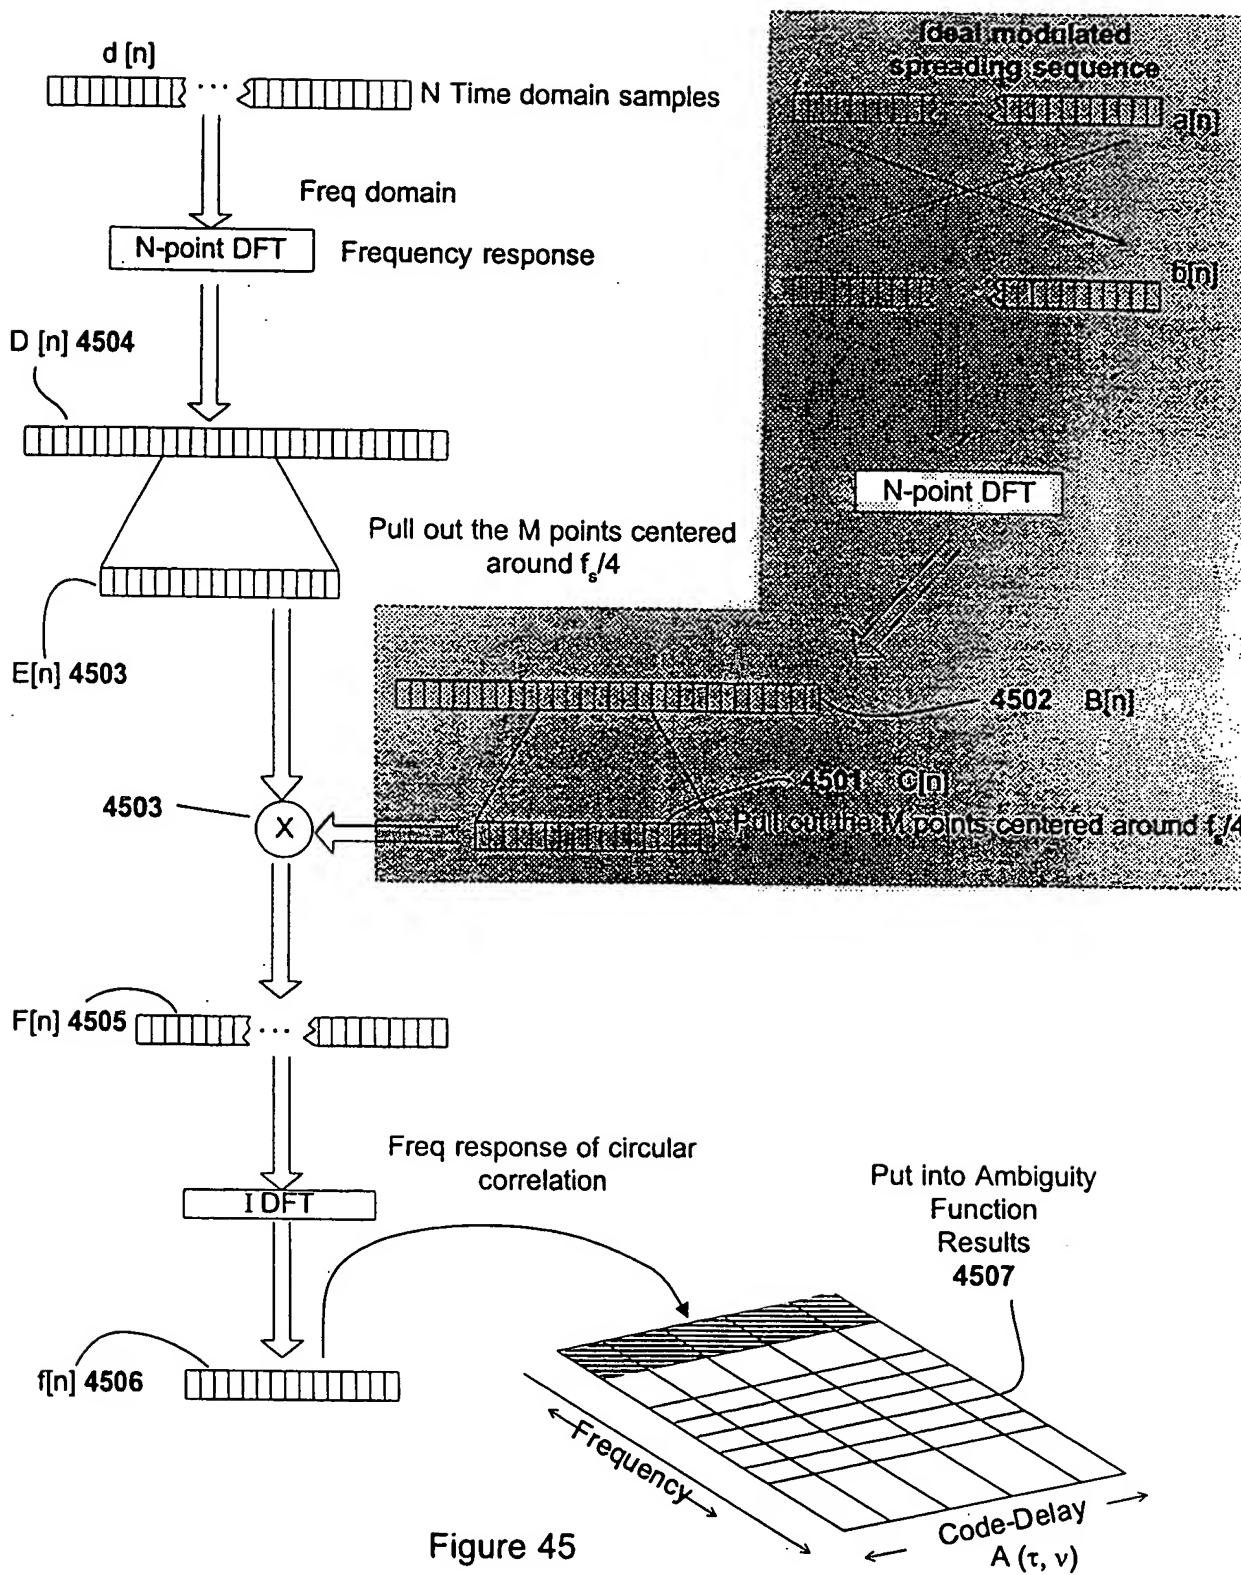 d [n]
N Time domain samples
Ideal modulated
spreading sequence
a[n]
Freq domain
N-point DFT
Frequency response
b[n]
D [n] 4504
N-point DFT
Pull out the M points centered
around fs/4
E[n] 4503
4502 B[n]
4501 C[n]
4503
X
Pull out the M points centered around fs/4
F[n] 4505
Freq response of circular
correlation
I DFT
Put into Ambiguity
Function
Results
4507
f[n] 4506
Frequency
Code-Delay
A (τ, ν)
Figure 45